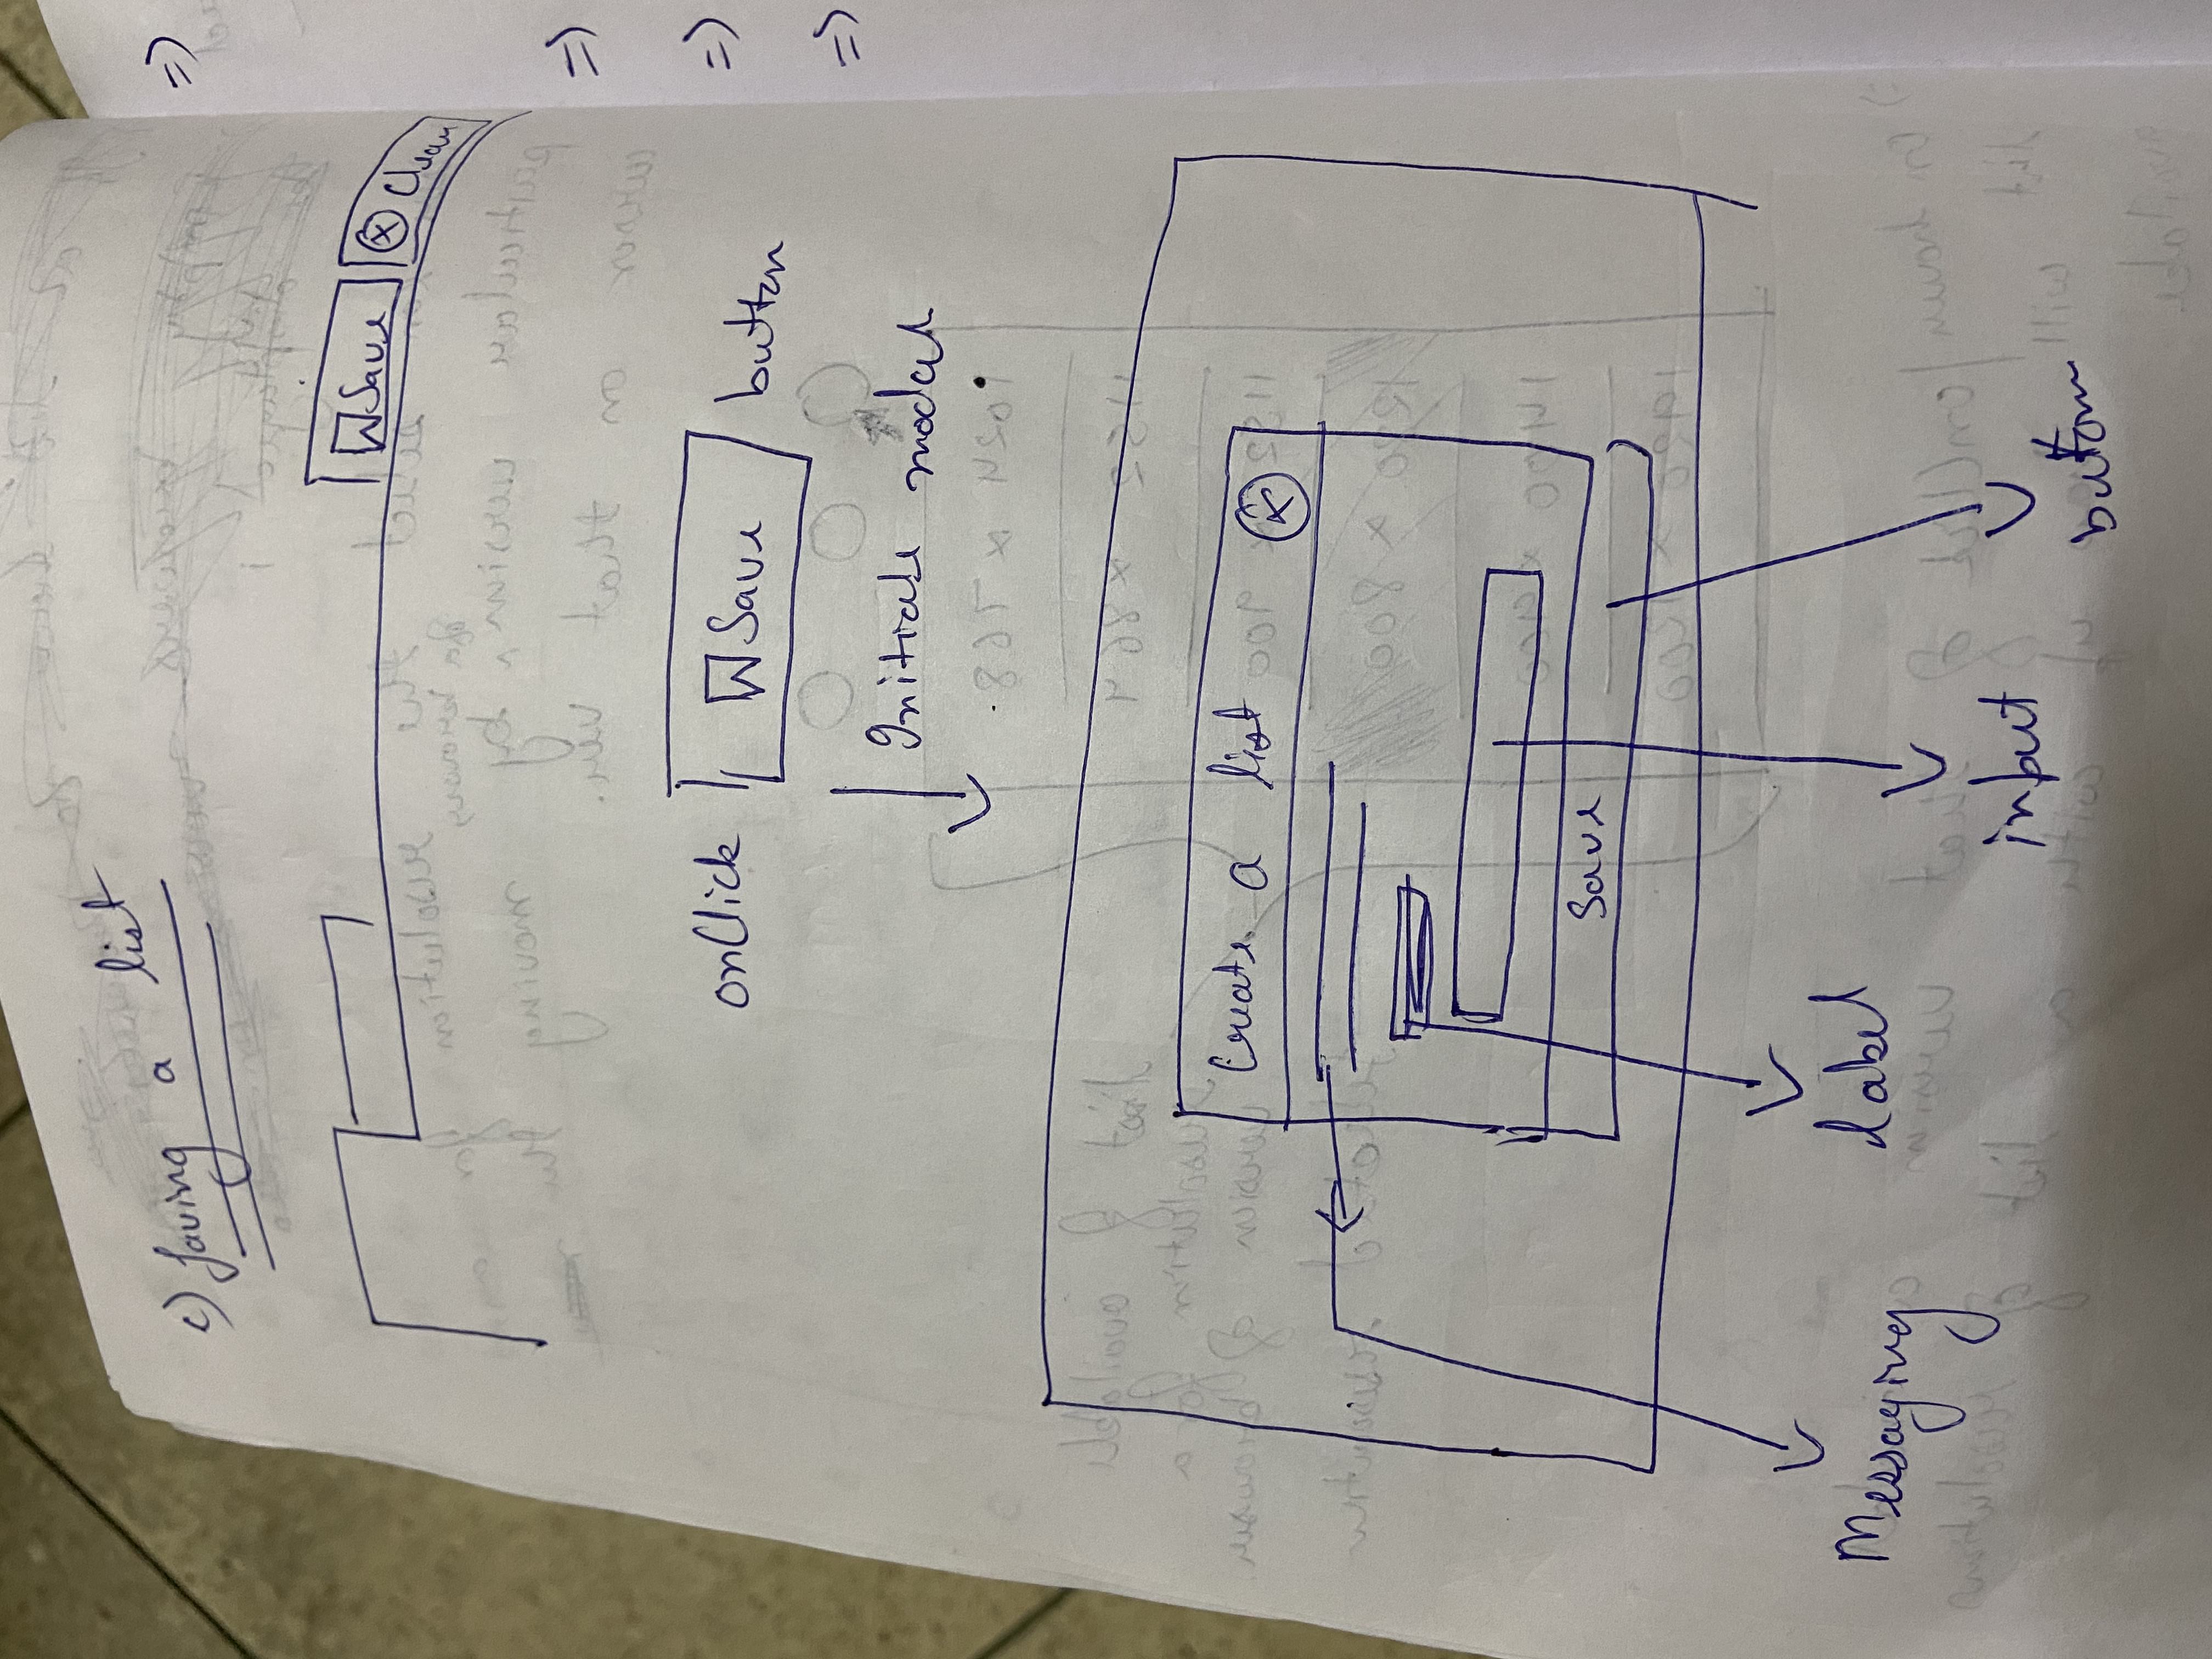 c) Saving a list
Save
Clear
onClick Save button
Initiate modal
Create a list
Save
Messaging
label
input
button
=>
=>
=>
=>